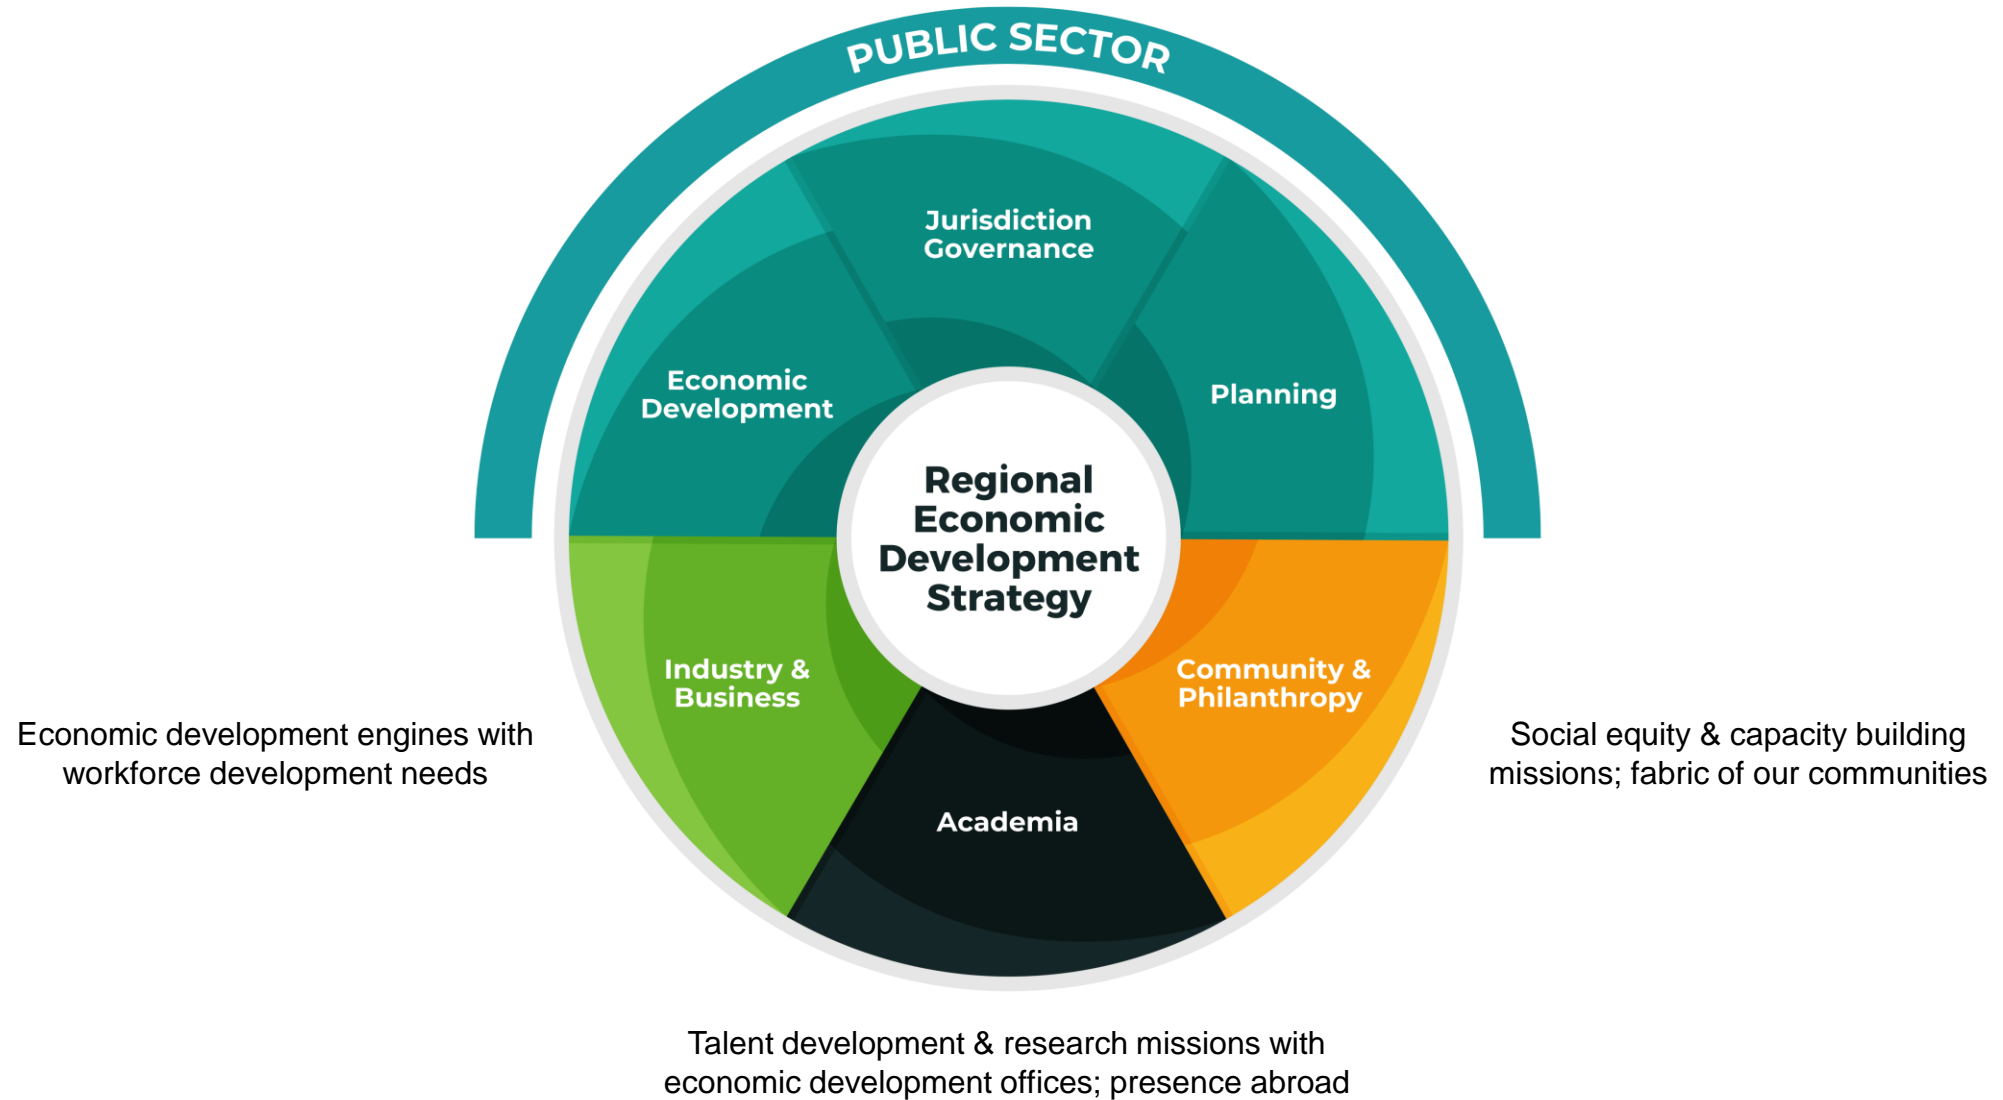 PUBLIC SECTOR
Jurisdiction
Governance
Economic
Development
Planning
Regional
Economic
Development
Strategy
Industry &
Business
Community &
Philanthropy
Economic development engines with
workforce development needs
Social equity & capacity building
missions; fabric of our communities
Academia
Talent development & research missions with
economic development offices; presence abroad